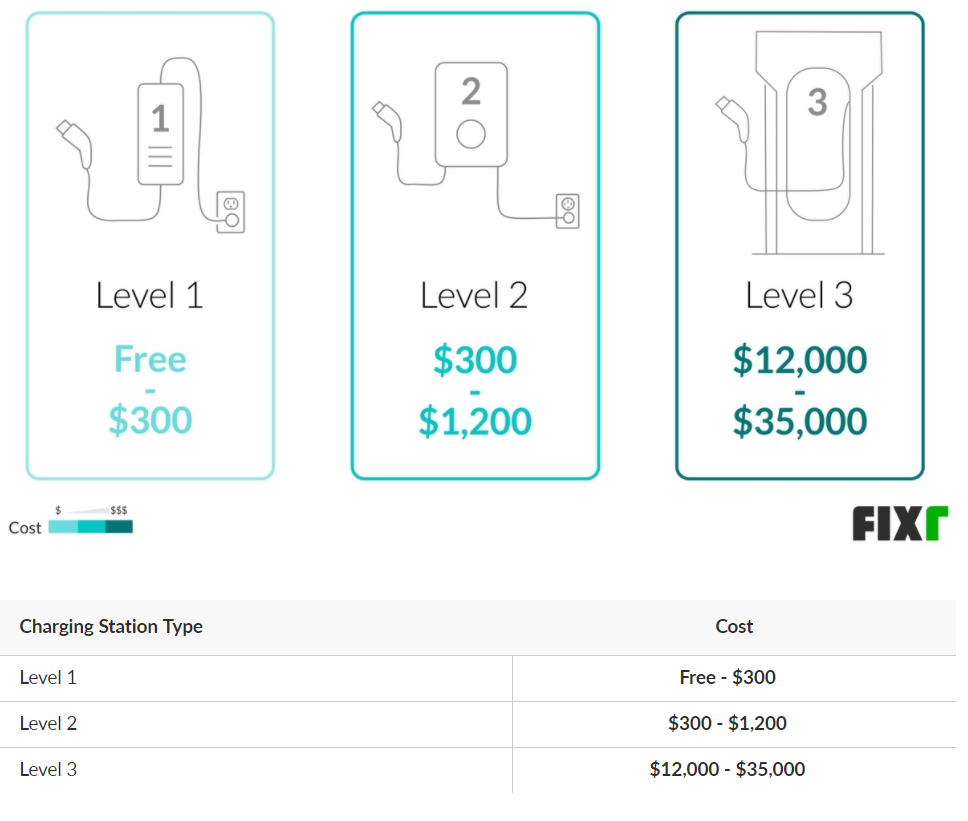 1
2
3
Level 1
Level 2
Level 3
Free
-
$300
$300
-
$1,200
$12,000
-
$35,000
$ $$$
Cost
FIXr
Charging Station Type Cost
Level 1 Free - $300
Level 2 $300 - $1,200
Level 3 $12,000 - $35,000